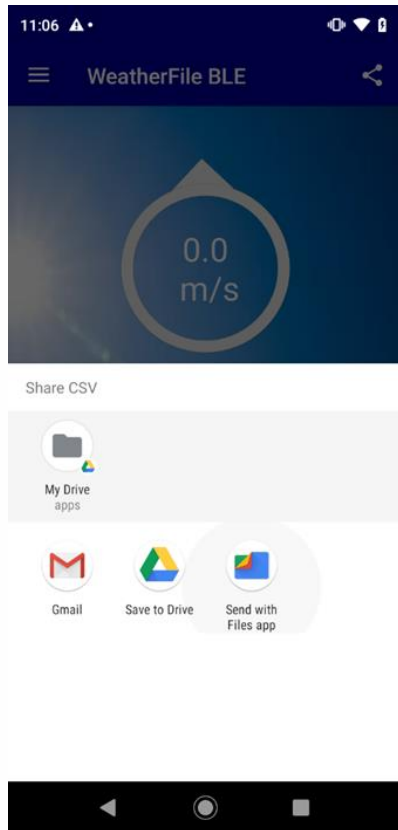 11:06
WeatherFile BLE
0.0
m/s
Share CSV
My Drive
apps
Gmail
Save to Drive
Send with
Files app